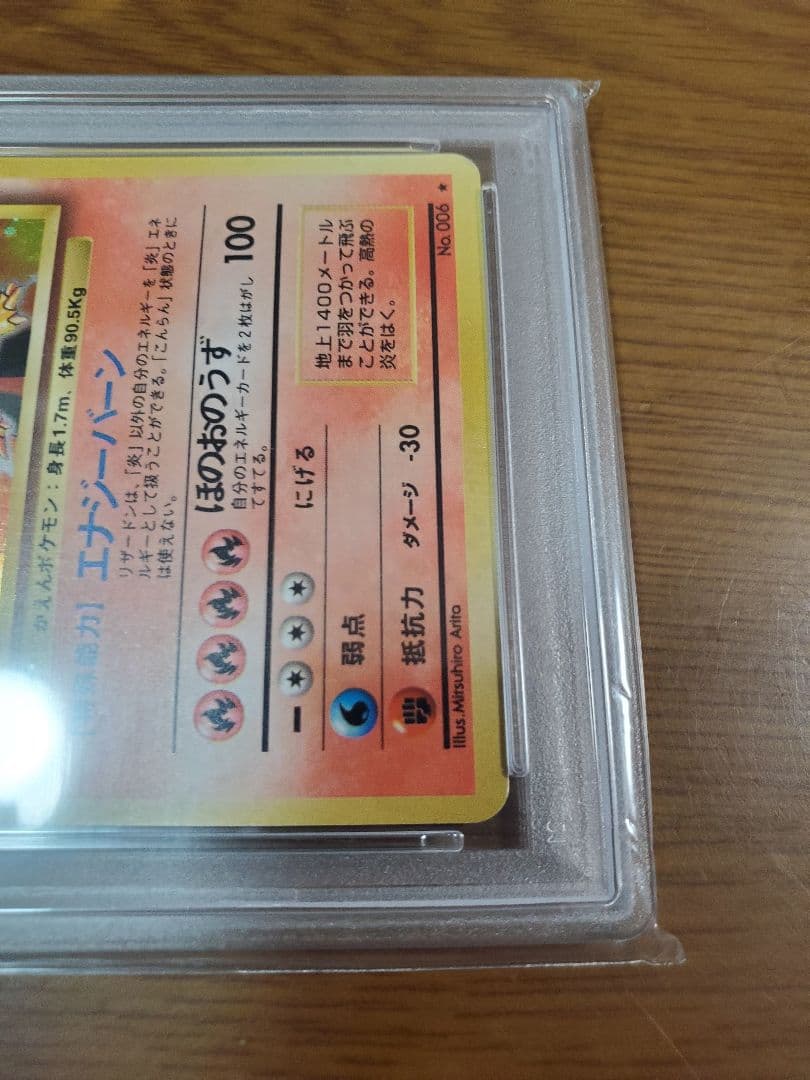 かえんポケモン：身長1.7m、体重90.5Kg
【特殊能力】エナジーバーン
リザードンは、「炎」以外の自分のエネルギーを「炎」エネ
ルギーとして扱うことができる。「こんらん」状態のときに
は使えない。
ほのおのうず 100
自分のエネルギーカードを2枚はがし
てすてる。
にげる
弱点
抵抗力 ダメージ -30
地上1400メートル
まで羽をつかって飛ぶ
ことができる。高熱の
炎をはく。
Illus.Mitsuhiro Arita
No.006 ★